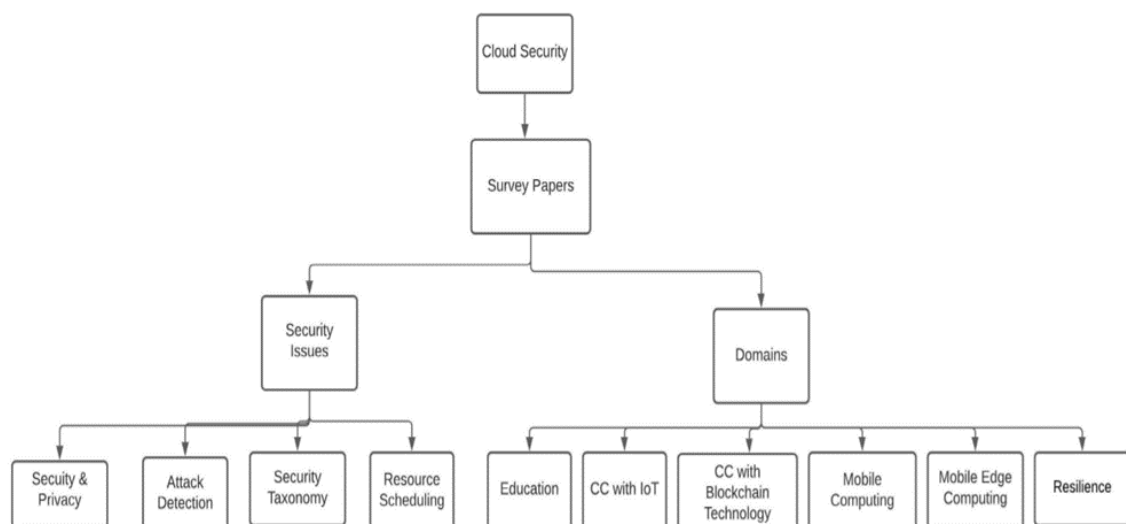 Cloud Security
Survey Papers
Security
Issues
Domains
Secuity &
Privacy
Attack
Detection
Security
Taxonomy
Resource
Scheduling
Education
CC with IoT
CC with
Blockchain
Technology
Mobile
Computing
Mobile Edge
Computing
Resilience